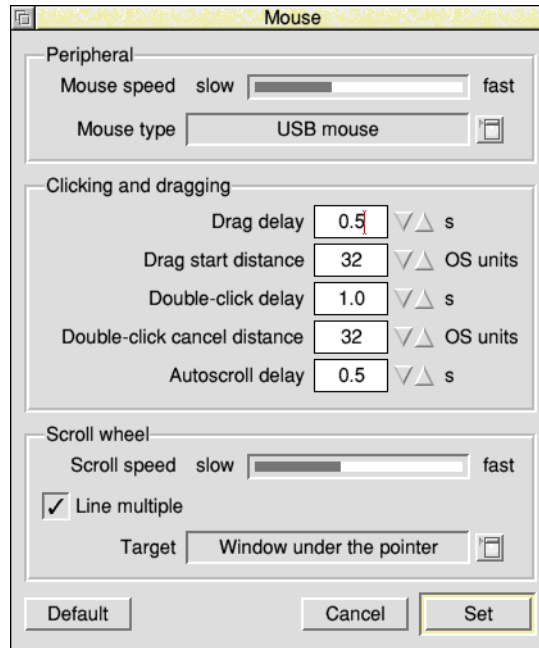 Mouse
Peripheral
Mouse speed slow fast
Mouse type USB mouse
Clicking and dragging
Drag delay 0.5 s
Drag start distance 32 OS units
Double-click delay 1.0 s
Double-click cancel distance 32 OS units
Autoscroll delay 0.5 s
Scroll wheel
Scroll speed slow fast
Line multiple
Target Window under the pointer
Default Cancel Set